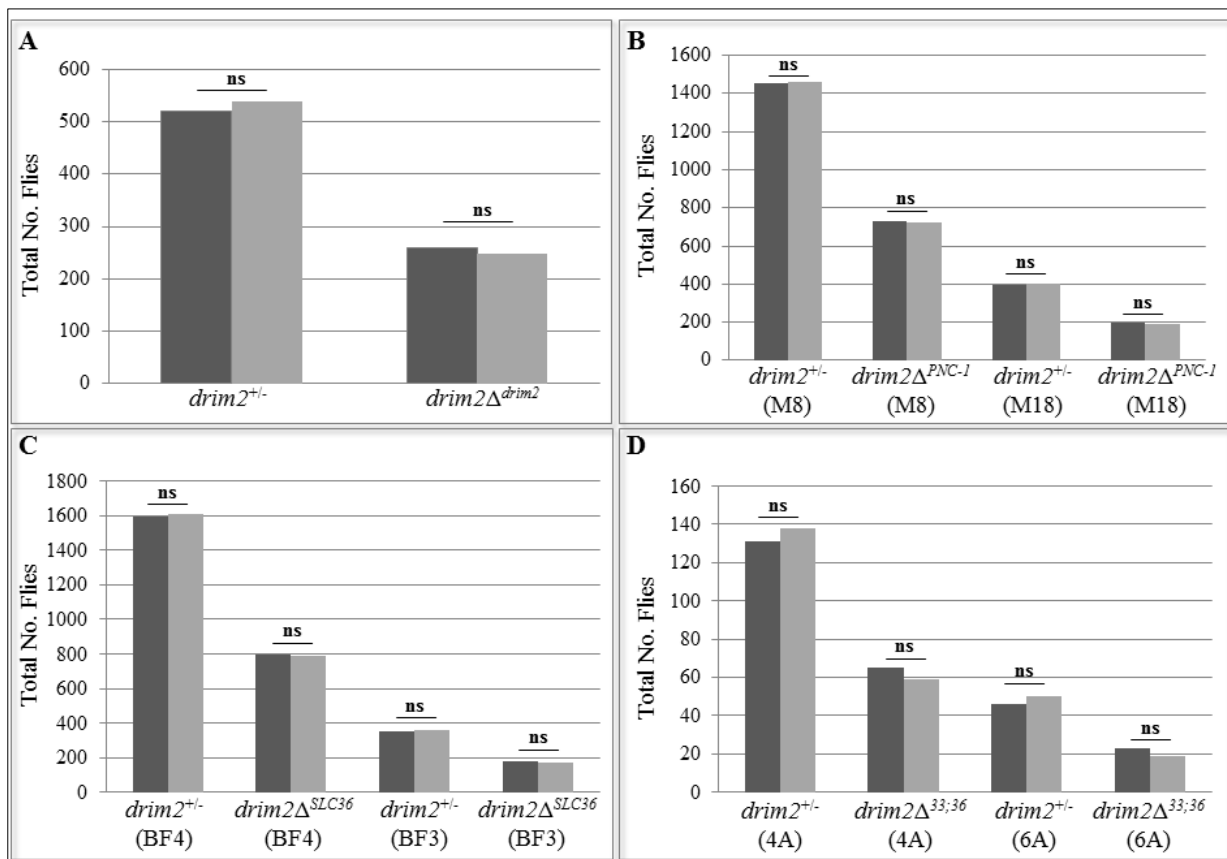 A
Total No. Flies
600
500
400
300
200
100
0
ns
ns
drim2+/-
drim2Δdrim2
B
Total No. Flies
1600
1400
1200
1000
800
600
400
200
0
ns
ns
ns
ns
drim2+/- drim2ΔPNC-1 drim2+/- drim2ΔPNC-1
(M8) (M8) (M18) (M18)
C
Total No. Flies
1800
1600
1400
1200
1000
800
600
400
200
0
ns
ns
ns
ns
drim2+/- drim2ΔSLC36 drim2+/- drim2ΔSLC36
(BF4) (BF4) (BF3) (BF3)
D
Total No. Flies
160
140
120
100
80
60
40
20
0
ns
ns
ns
ns
drim2+/- drim2Δ33;36 drim2+/- drim2Δ33;36
(4A) (4A) (6A) (6A)